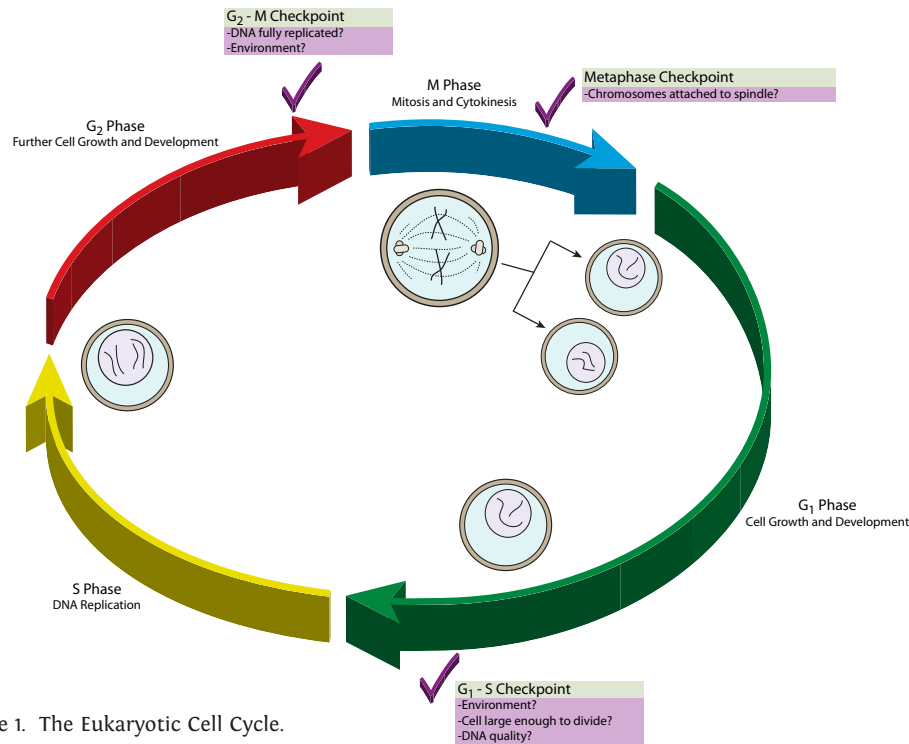 G2 - M Checkpoint
-DNA fully replicated?
-Environment?
M Phase
Mitosis and Cytokinesis
Metaphase Checkpoint
-Chromosomes attached to spindle?
G2 Phase
Further Cell Growth and Development
G1 Phase
Cell Growth and Development
S Phase
DNA Replication
G1 - S Checkpoint
-Environment?
-Cell large enough to divide?
-DNA quality?
e 1. The Eukaryotic Cell Cycle.